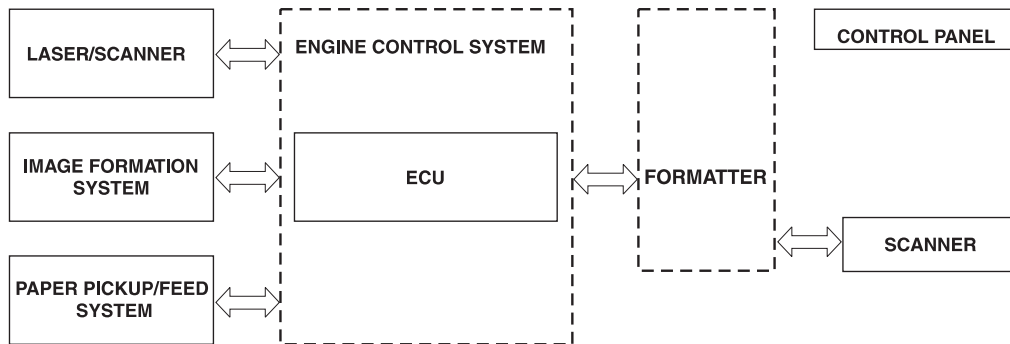 LASER/SCANNER
ENGINE CONTROL SYSTEM
CONTROL PANEL
IMAGE FORMATION
SYSTEM
ECU
FORMATTER
SCANNER
PAPER PICKUP/FEED
SYSTEM